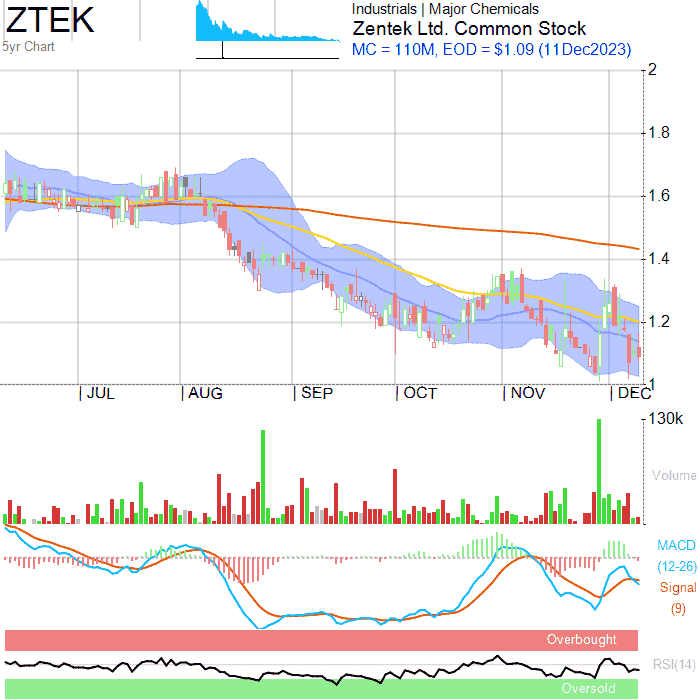 ZTEK
5yr Chart
Industrials | Major Chemicals
Zentek Ltd. Common Stock
MC = 110M, EOD = $1.09 (11Dec2023)
2
1.8
1.6
1.4
1.2
1
JUL AUG SEP OCT NOV DEC
130k
Volume
MACD
(12-26)
Signal
(9)
Overbought
RSI(14)
Oversold